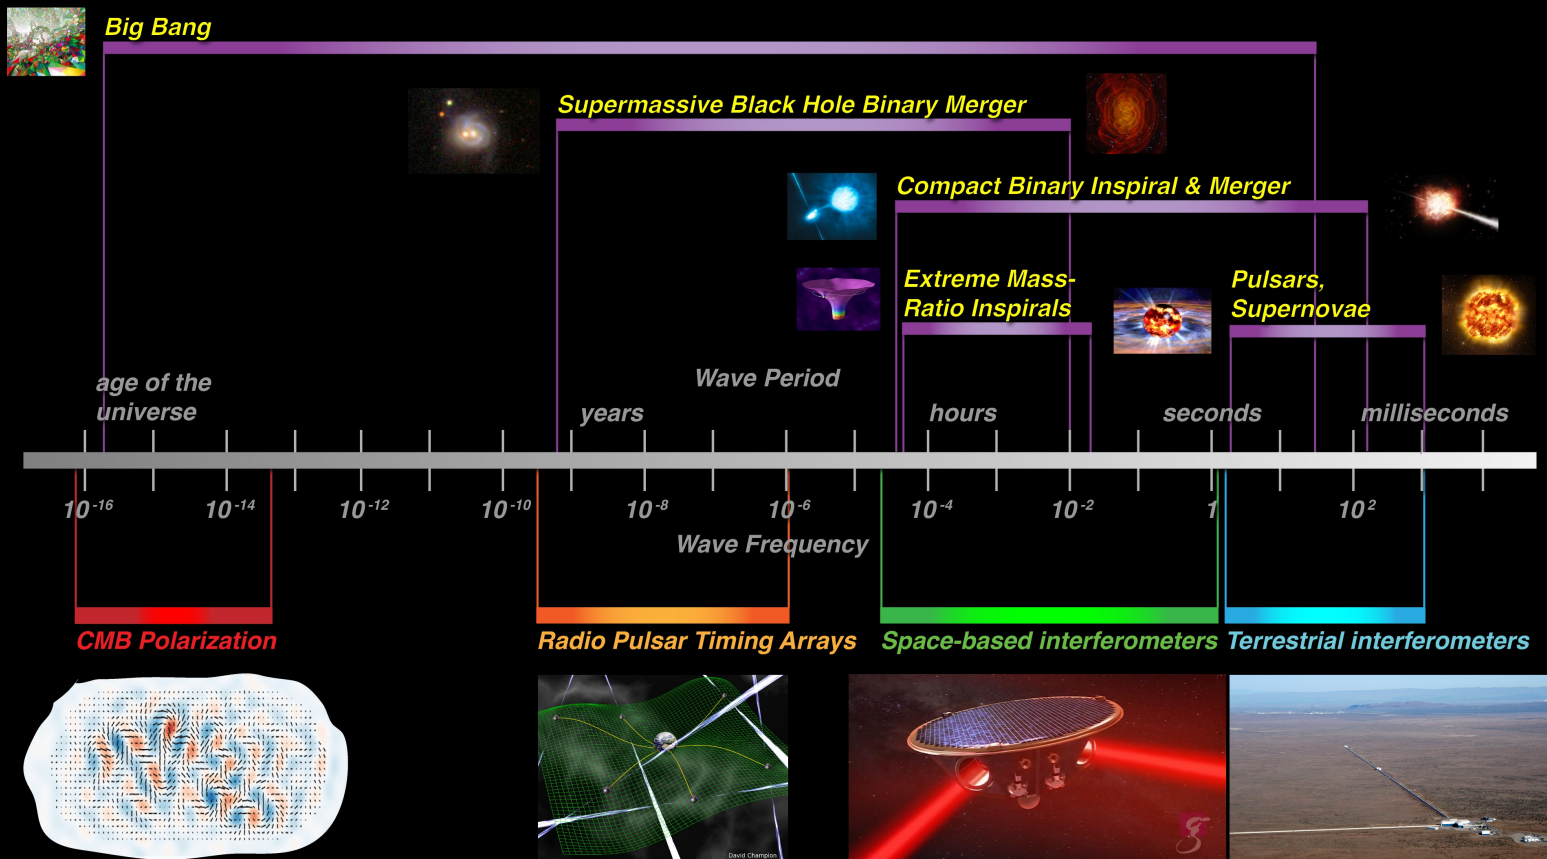 Big Bang
Supermassive Black Hole Binary Merger
Compact Binary Inspiral & Merger
Extreme Mass-
Ratio Inspirals
Pulsars,
Supernovae
Wave Period
age of the
universe
years
hours
seconds
milliseconds
10-16
10-14
10-12
10-10
10-8
10-6
10-4
10-2
1
102
Wave Frequency
CMB Polarization
Radio Pulsar Timing Arrays
Space-based interferometers
Terrestrial interferometers
David Champion